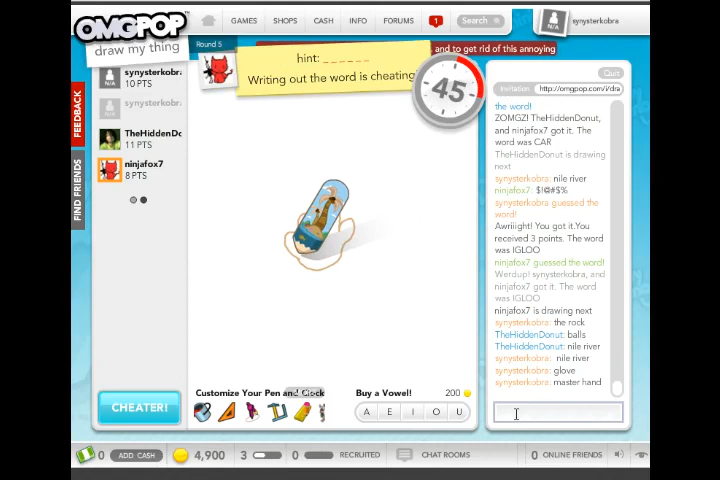 OMGPOP
draw my thing
GAMES SHOPS CASH INFO FORUMS 1 Search
N/A synysterkobra
Round 5
and to get rid of this annoying
hint: _ _ _ _ _ _
Writing out the word is cheating
45
N/A synysterkobra
10 PTS
N/A synysterkobra
TheHiddenDo
11 PTS
ninjafox7
8 PTS
FEEDBACK
FIND FRIENDS
Quit
Invitation http://omgpop.com/i/dra
the word!
ZOMGZ! TheHiddenDonut,
and ninjafox7 got it. The
word was CAR
TheHiddenDonut is drawing
next
synysterkobra: nile river
ninjafox7: $!@#$%
synysterkobra guessed the
word!
Awriiight! You got it.You
received 3 points. The word
was IGLOO
ninjafox7 guessed the word!
Werdup! synysterkobra, and
ninjafox7 got it. The word
was IGLOO
ninjafox7 is drawing next
synysterkobra: the rock
TheHiddenDonut: balls
TheHiddenDonut: nile river
synysterkobra: nile river
synysterkobra: glove
synysterkobra: master hand
CHEATER!
Customize Your Pen and Clock
Buy a Vowel! 200
A E I O U
0 ADD CASH 4,900 3 0 RECRUITED CHAT ROOMS 0 ONLINE FRIENDS